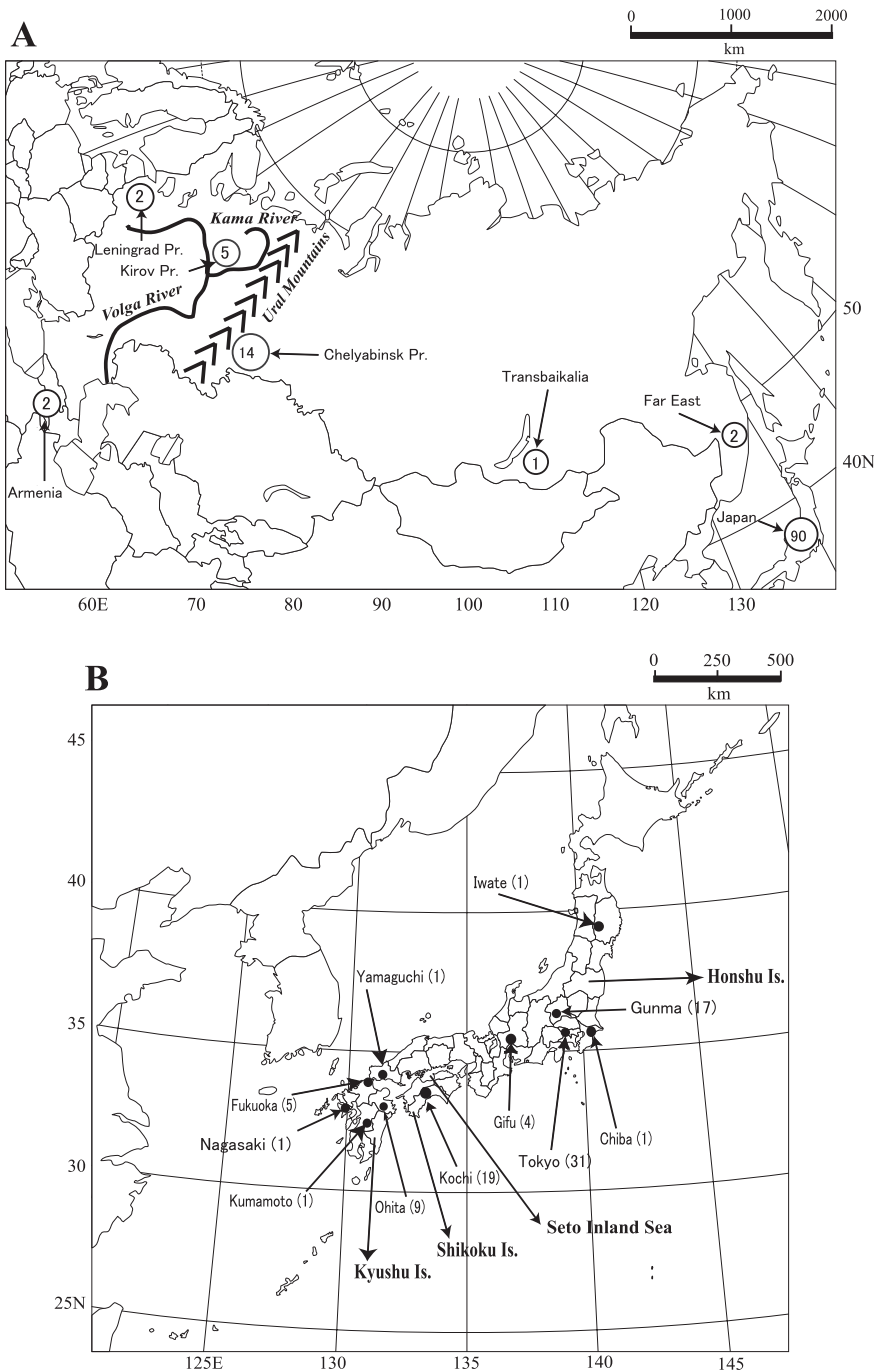 A
0 1000 2000
km
2
Kama River
Leningrad Pr.
5
Kirov Pr.
Ural Mountains
Volga River
50
14
Chelyabinsk Pr.
Transbaikalia
Far East
2
2
1
40N
Armenia
Japan
90
60E 70 80 90 100 110 120 130
B
0 250 500
km
45
40
Iwate (1)
Honshu Is.
Yamaguchi (1)
Gunma (17)
35
Fukuoka (5)
Nagasaki (1)
Gifu (4)
Chiba (1)
Tokyo (31)
30
Kochi (19)
Kumamoto (1)
Ohita (9)
Seto Inland Sea
Shikoku Is.
Kyushu Is.
25N
125E 130 135 140 145